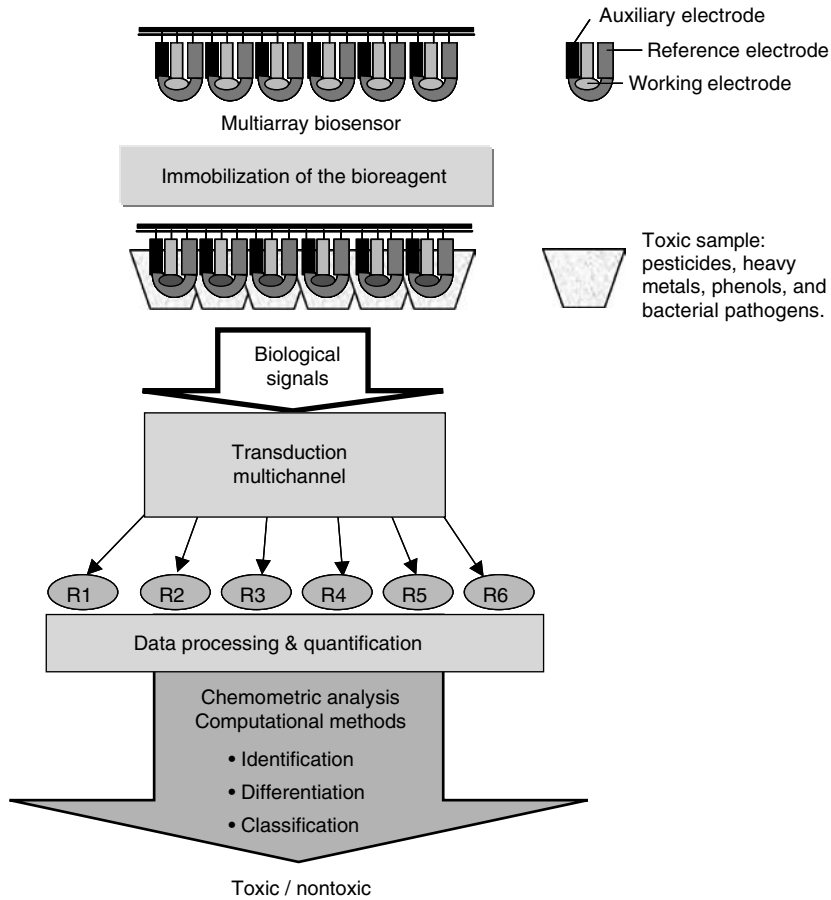 Auxiliary electrode
Reference electrode
Working electrode
Multiarray biosensor
Immobilization of the bioreagent
Toxic sample:
pesticides, heavy
metals, phenols, and
bacterial pathogens.
Biological
signals
Transduction
multichannel
R1 R2 R3 R4 R5 R6
Data processing & quantification
Chemometric analysis
Computational methods
• Identification
• Differentiation
• Classification
Toxic / nontoxic